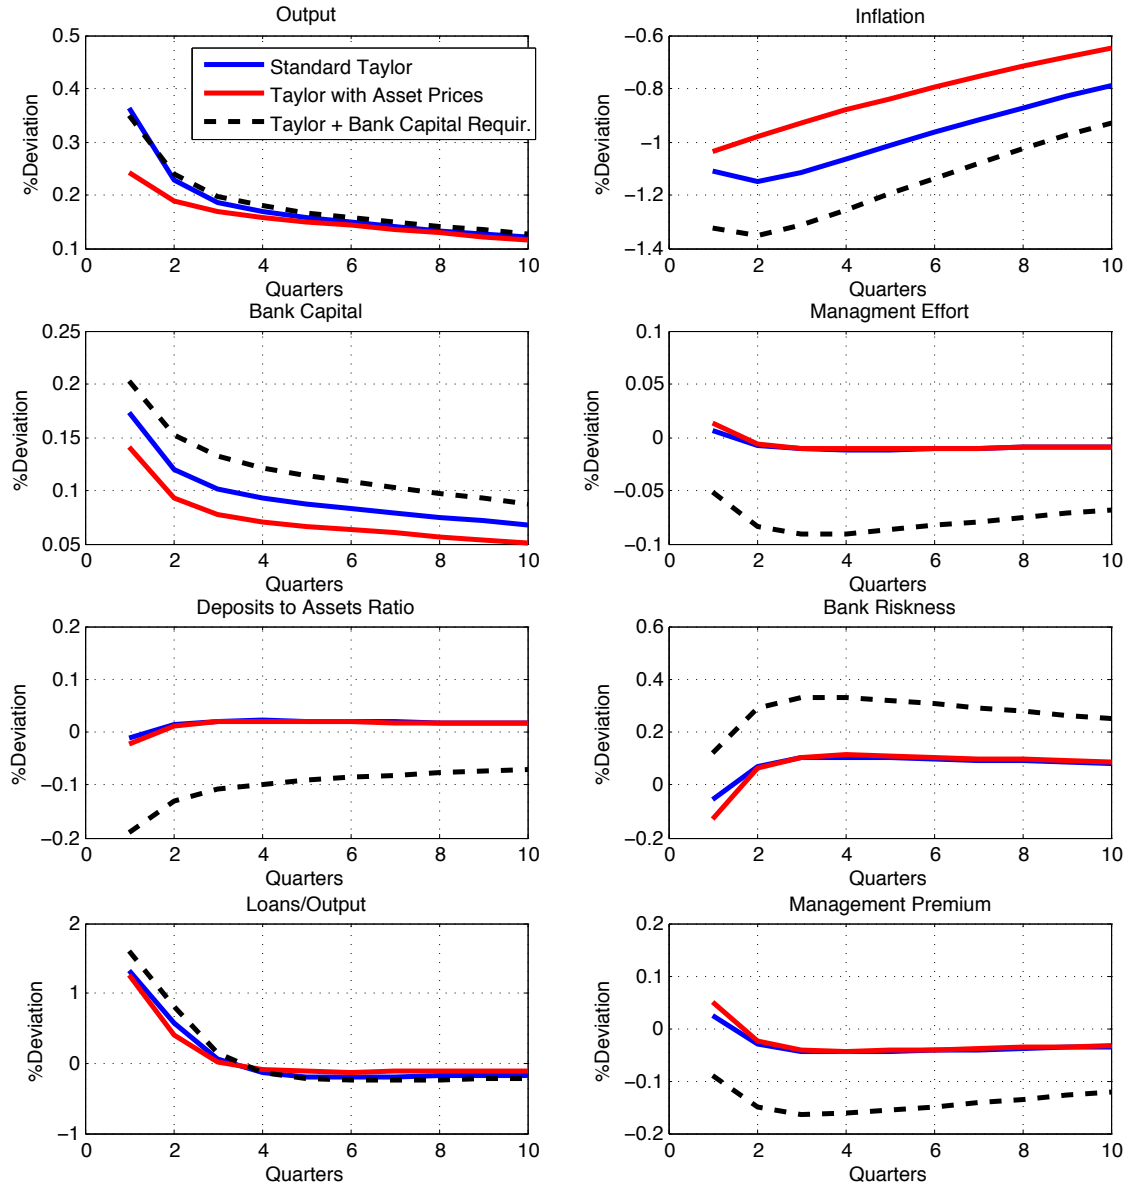 Output
%Deviation
0.5
0.4
0.3
0.2
0.1
Standard Taylor
Taylor with Asset Prices
Taylor + Bank Capital Requir.
0 2 4 6 8 10
Quarters
Inflation
%Deviation
−0.6
−0.8
−1
−1.2
−1.4
0 2 4 6 8 10
Quarters
Bank Capital
%Deviation
0.25
0.2
0.15
0.1
0.05
0 2 4 6 8 10
Quarters
Managment Effort
%Deviation
0.1
0.05
0
−0.05
−0.1
0 2 4 6 8 10
Quarters
Deposits to Assets Ratio
%Deviation
0.2
0.1
0
−0.1
−0.2
0 2 4 6 8 10
Quarters
Bank Riskness
%Deviation
0.6
0.4
0.2
0
−0.2
0 2 4 6 8 10
Quarters
Loans/Output
%Deviation
2
1
0
−1
0 2 4 6 8 10
Quarters
Management Premium
%Deviation
0.2
0.1
0
−0.1
−0.2
0 2 4 6 8 10
Quarters